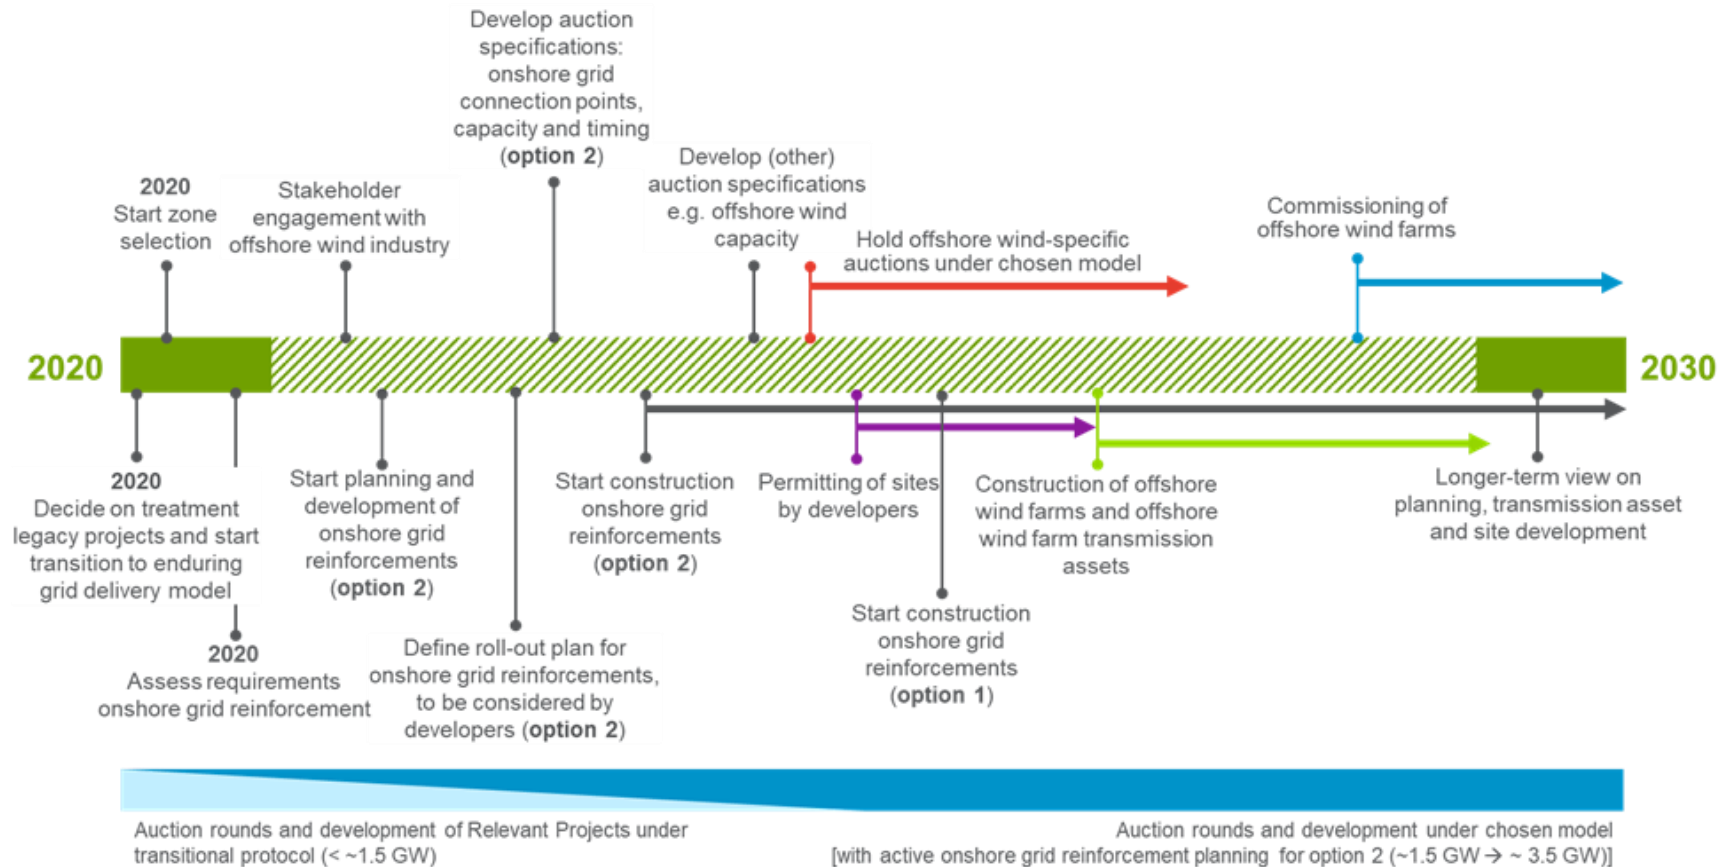 Develop auction
specifications:
onshore grid
connection points,
capacity and timing
(option 2)
Develop (other)
auction specifications
e.g. offshore wind
capacity
2020
Start zone
selection
Stakeholder
engagement with
offshore wind industry
Hold offshore wind-specific
auctions under chosen model
Commissioning of
offshore wind farms
2020
2030
2020
Decide on treatment
legacy projects and start
transition to enduring
grid delivery model
2020
Assess requirements
onshore grid reinforcement
Start planning and
development of
onshore grid
reinforcements
(option 2)
Define roll-out plan for
onshore grid reinforcements,
to be considered by
developers (option 2)
Start construction
onshore grid
reinforcements
(option 2)
Permitting of sites
by developers
Start construction
onshore grid
reinforcements
(option 1)
Construction of offshore
wind farms and offshore
wind farm transmission
assets
Longer-term view on
planning, transmission asset
and site development
Auction rounds and development of Relevant Projects under
transitional protocol (< ~1.5 GW)
Auction rounds and development under chosen model
[with active onshore grid reinforcement planning for option 2 (~1.5 GW → ~ 3.5 GW)]